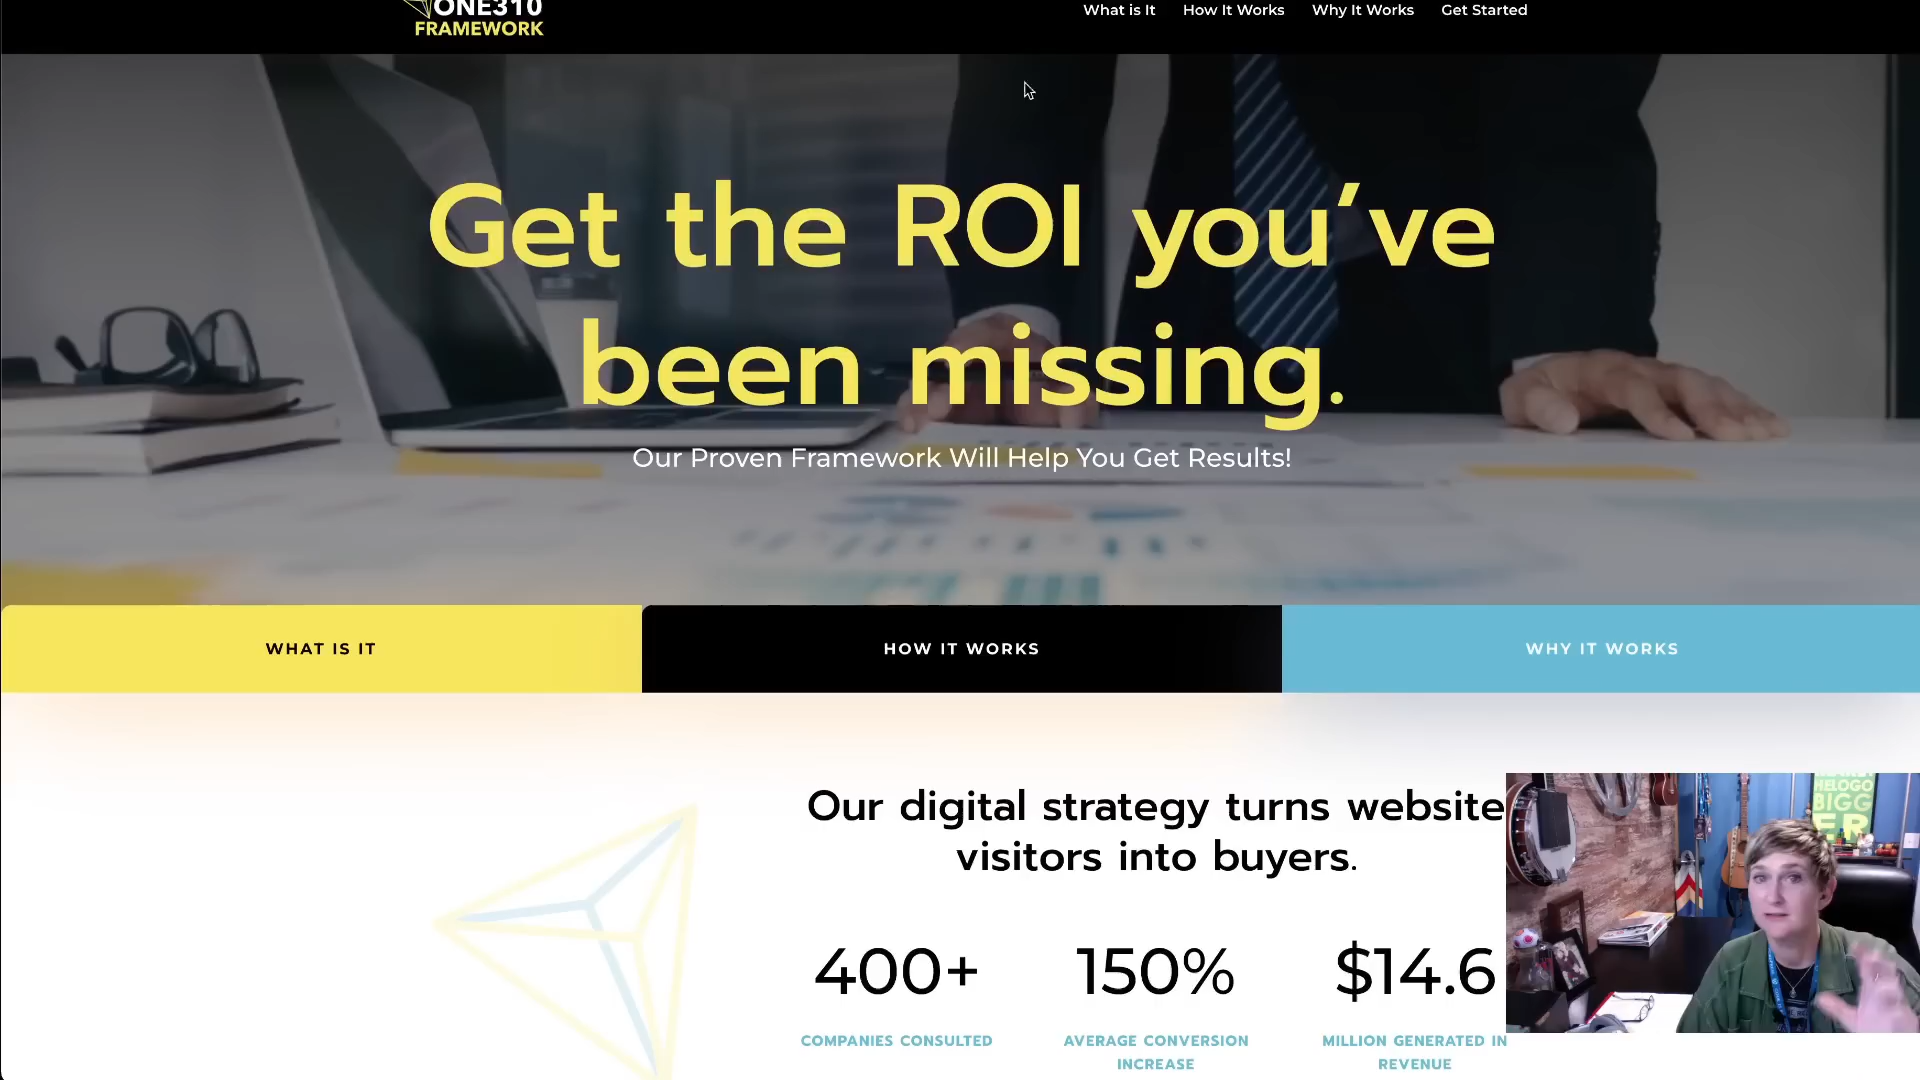 ONE310
FRAMEWORK
What is It
How It Works
Why It Works
Get Started
Get the ROI you’ve
been missing.
Our Proven Framework Will Help You Get Results!
WHAT IS IT
HOW IT WORKS
WHY IT WORKS
Our digital strategy turns website
visitors into buyers.
400+
150%
$14.6
COMPANIES CONSULTED
AVERAGE CONVERSION
INCREASE
MILLION GENERATED IN
REVENUE
HELOGO
BIGG
ER